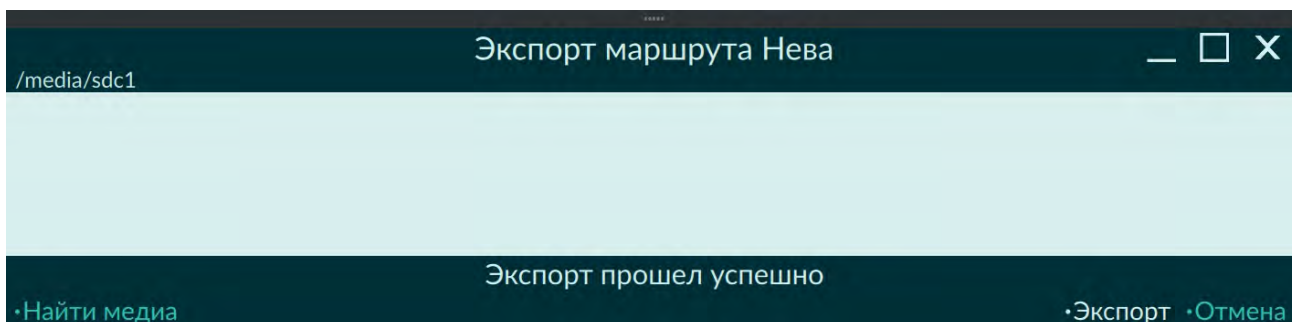 Экспорт маршрута Нева
/media/sdc1
Экспорт прошел успешно
·Найти медиа ·Экспорт ·Отмена